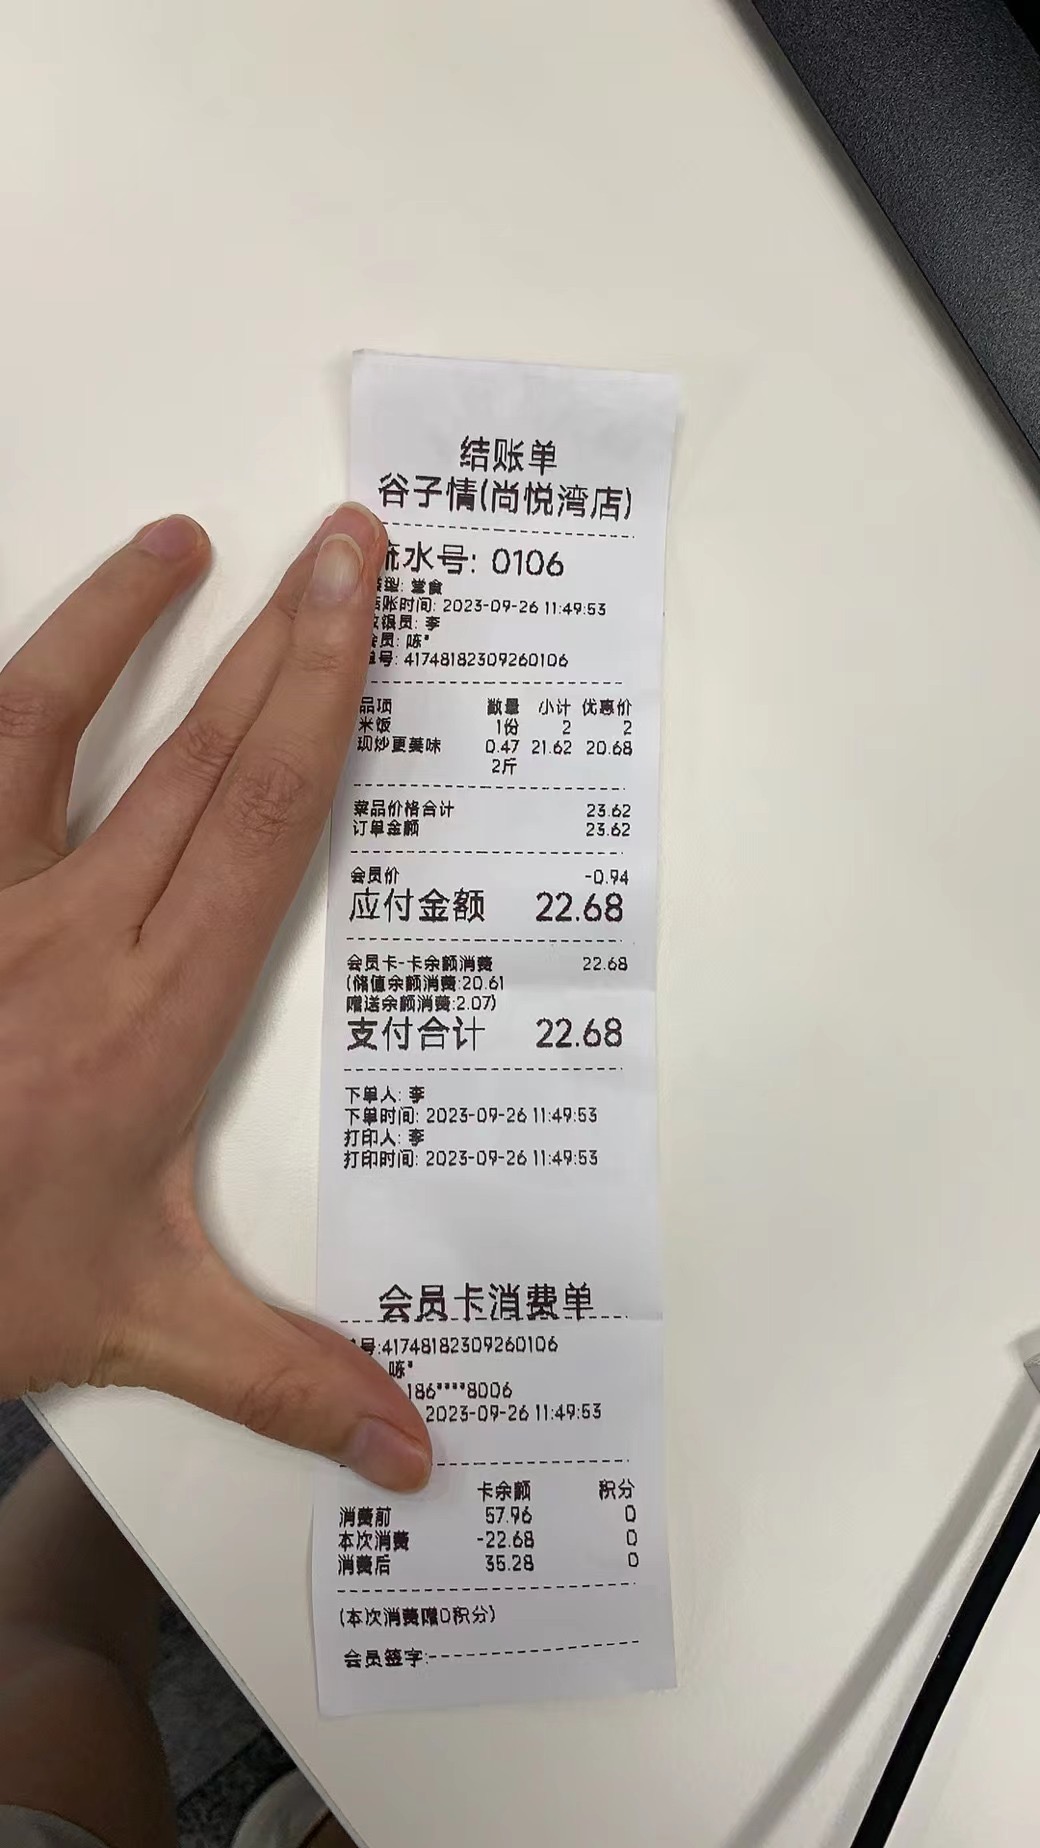 结账单
谷子情(尚悦湾店)
流水号: 0106
型: 堂食
结账时间: 2023-09-26 11:49:53
收银员: 李
会员: 陈*
单号: 41748182309260106
品项 数量 小计 优惠价
米饭 1份 2 2
现炒更美味 0.47 21.62 20.68
2斤
菜品价格合计 23.62
订单金额 23.62
会员价 -0.94
应付金额 22.68
会员卡-卡余额消费 22.68
(储值余额消费:20.61
赠送余额消费:2.07)
支付合计 22.68
下单人: 李
下单时间: 2023-09-26 11:49:53
打印人: 李
打印时间: 2023-09-26 11:49:53
会员卡消费单
号:41748182309260106
陈*
186****8006
2023-09-26 11:49:53
卡余额 积分
消费前 57.96 0
本次消费 -22.68 0
消费后 35.28 0
(本次消费赠0积分)
会员签字: